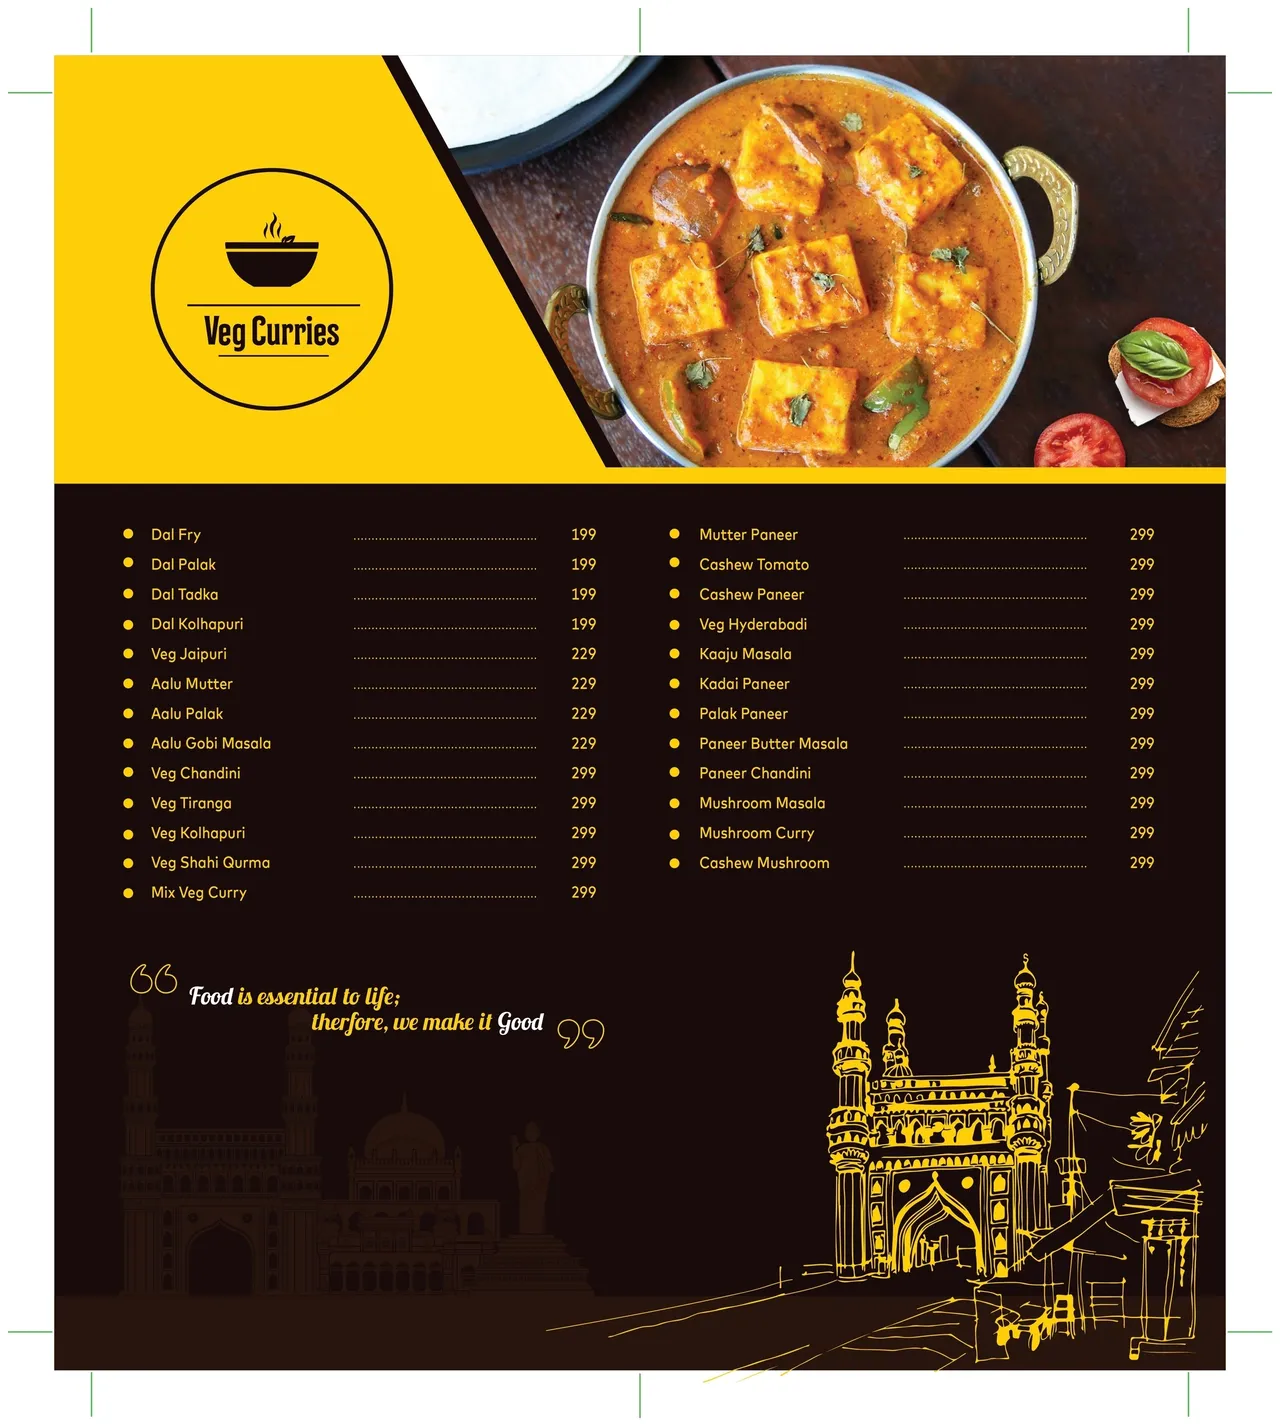 Veg Curries
Dal Fry ........ 199
Dal Palak ........ 199
Dal Tadka ........ 199
Dal Kolhapuri ........ 199
Veg Jaipuri ........ 229
Aalu Mutter ........ 229
Aalu Palak ........ 229
Aalu Gobi Masala ........ 229
Veg Chandini ........ 299
Veg Tiranga ........ 299
Veg Kolhapuri ........ 299
Veg Shahi Qurma ........ 299
Mix Veg Curry ........ 299
Mutter Paneer ........ 299
Cashew Tomato ........ 299
Cashew Paneer ........ 299
Veg Hyderabadi ........ 299
Kaaju Masala ........ 299
Kadai Paneer ........ 299
Palak Paneer ........ 299
Paneer Butter Masala ........ 299
Paneer Chandini ........ 299
Mushroom Masala ........ 299
Mushroom Curry ........ 299
Cashew Mushroom ........ 299
“Food is essential to life;
therfore, we make it Good”